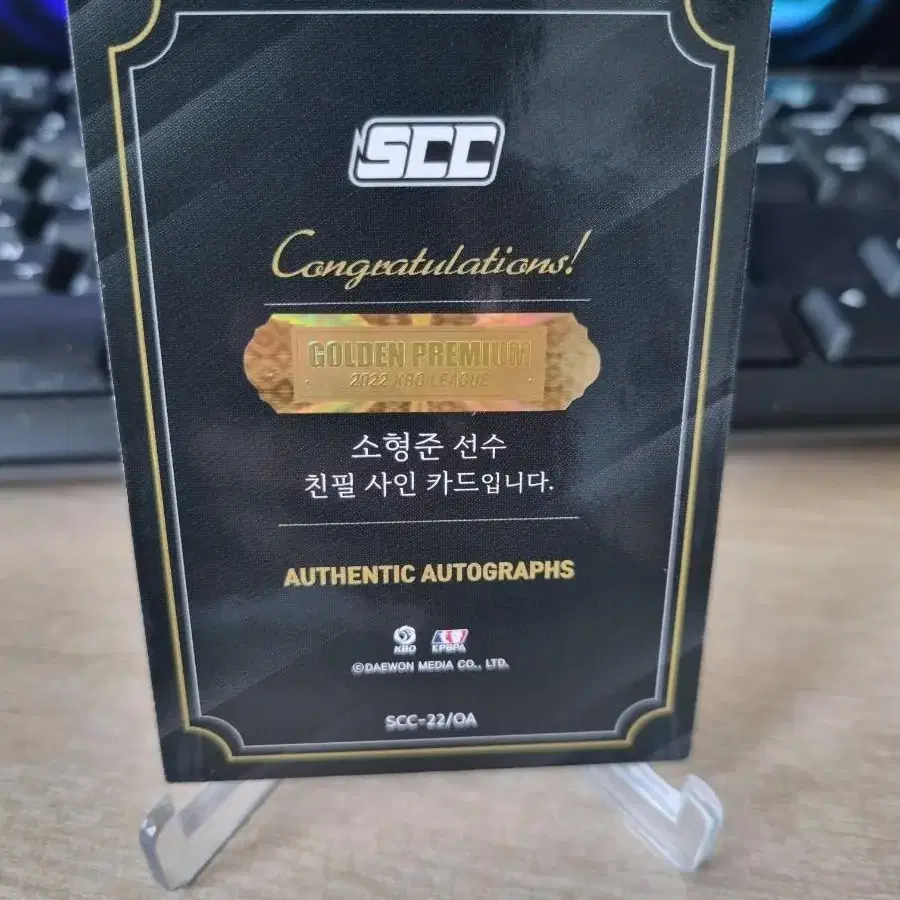 SCC
Congratulations!
GOLDEN PREMIUM
2022 KBO LEAGUE
소형준 선수
친필 사인 카드입니다.
AUTHENTIC AUTOGRAPHS
KBO KPBPA
©DAEWON MEDIA CO., LTD.
SCC-22/OA